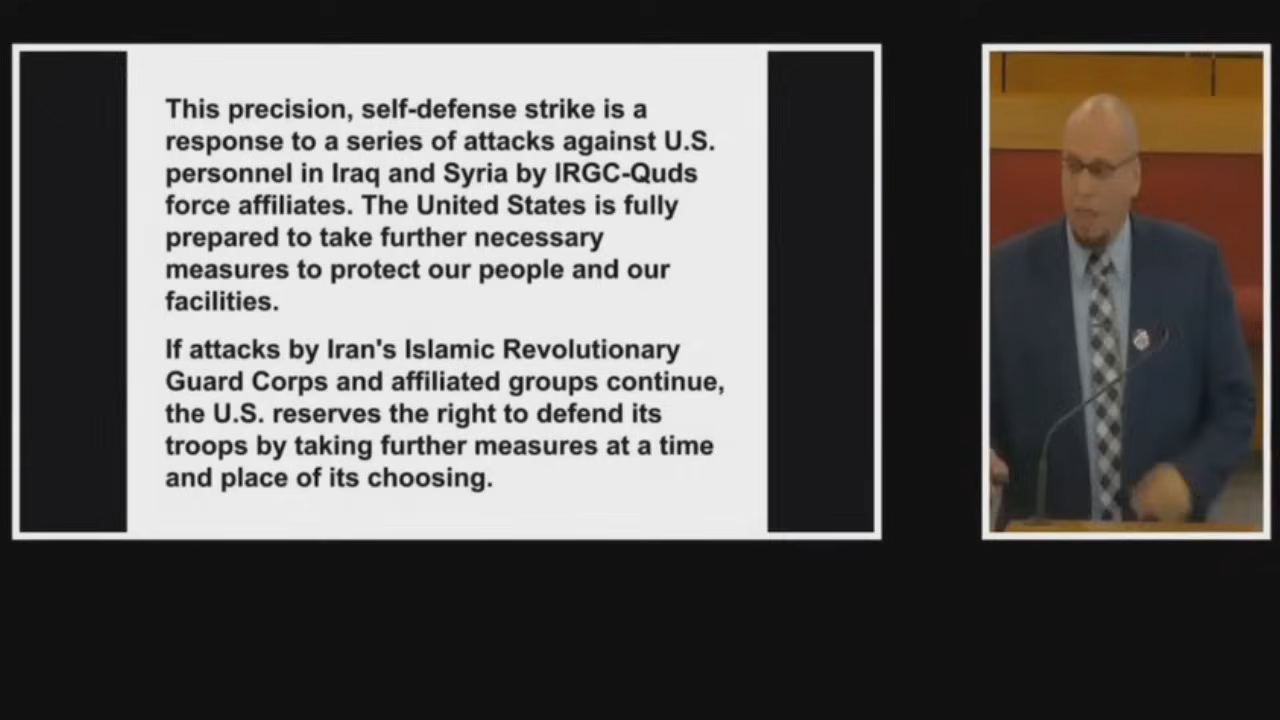 This precision, self-defense strike is a
response to a series of attacks against U.S.
personnel in Iraq and Syria by IRGC-Quds
force affiliates. The United States is fully
prepared to take further necessary
measures to protect our people and our
facilities.
If attacks by Iran's Islamic Revolutionary
Guard Corps and affiliated groups continue,
the U.S. reserves the right to defend its
troops by taking further measures at a time
and place of its choosing.